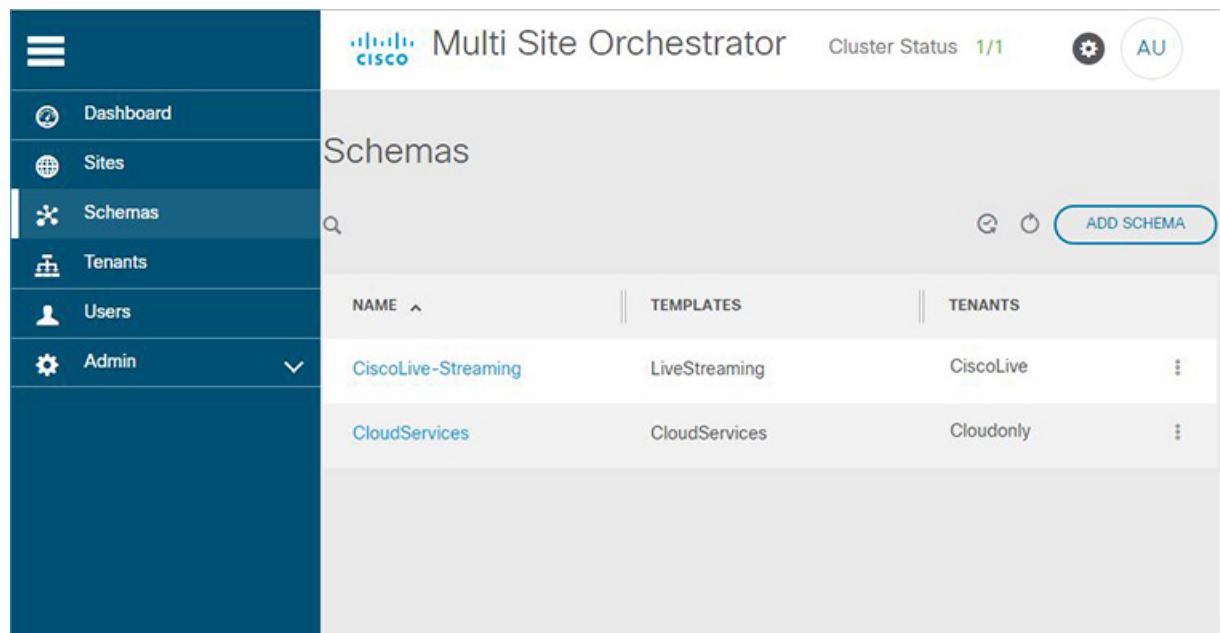 CISCO Multi Site Orchestrator Cluster Status 1/1 AU
Dashboard
Sites
Schemas
Tenants
Users
Admin
Schemas
ADD SCHEMA
NAME TEMPLATES TENANTS
CiscoLive-Streaming LiveStreaming CiscoLive
CloudServices CloudServices Cloudonly